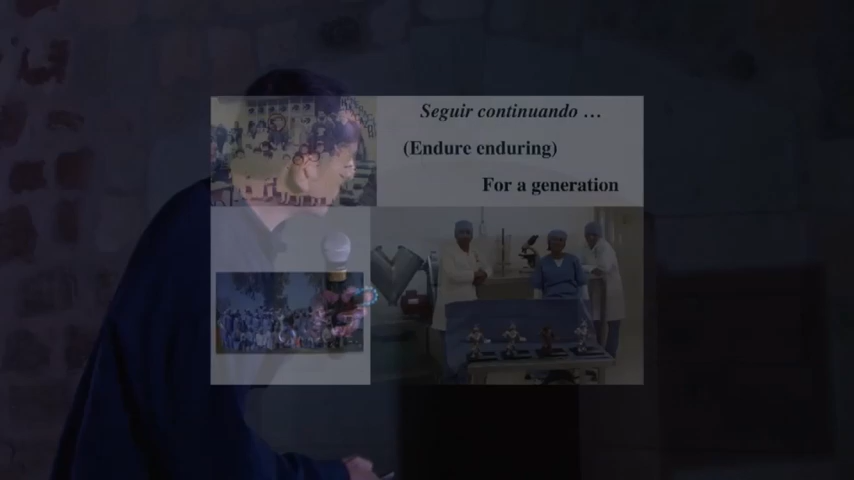 Seguir continuando …
(Endure enduring)
For a generation